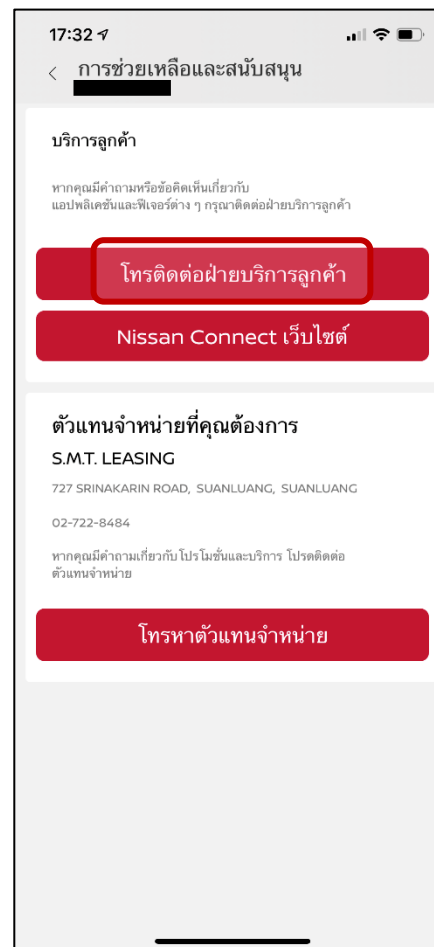 17:32
การช่วยเหลือและสนับสนุน
บริการลูกค้า
หากคุณมีคำถามหรือข้อคิดเห็นเกี่ยวกับ
แอปพลิเคชันและฟีเจอร์ต่าง ๆ กรุณาติดต่อฝ่ายบริการลูกค้า
โทรติดต่อฝ่ายบริการลูกค้า
Nissan Connect เว็บไซต์
ตัวแทนจำหน่ายที่คุณต้องการ
S.M.T. LEASING
727 SRINAKARIN ROAD, SUANLUANG, SUANLUANG
02-722-8484
หากคุณมีคำถามเกี่ยวกับโปรโมชั่นและบริการ โปรดติดต่อ
ตัวแทนจำหน่าย
โทรหาตัวแทนจำหน่าย